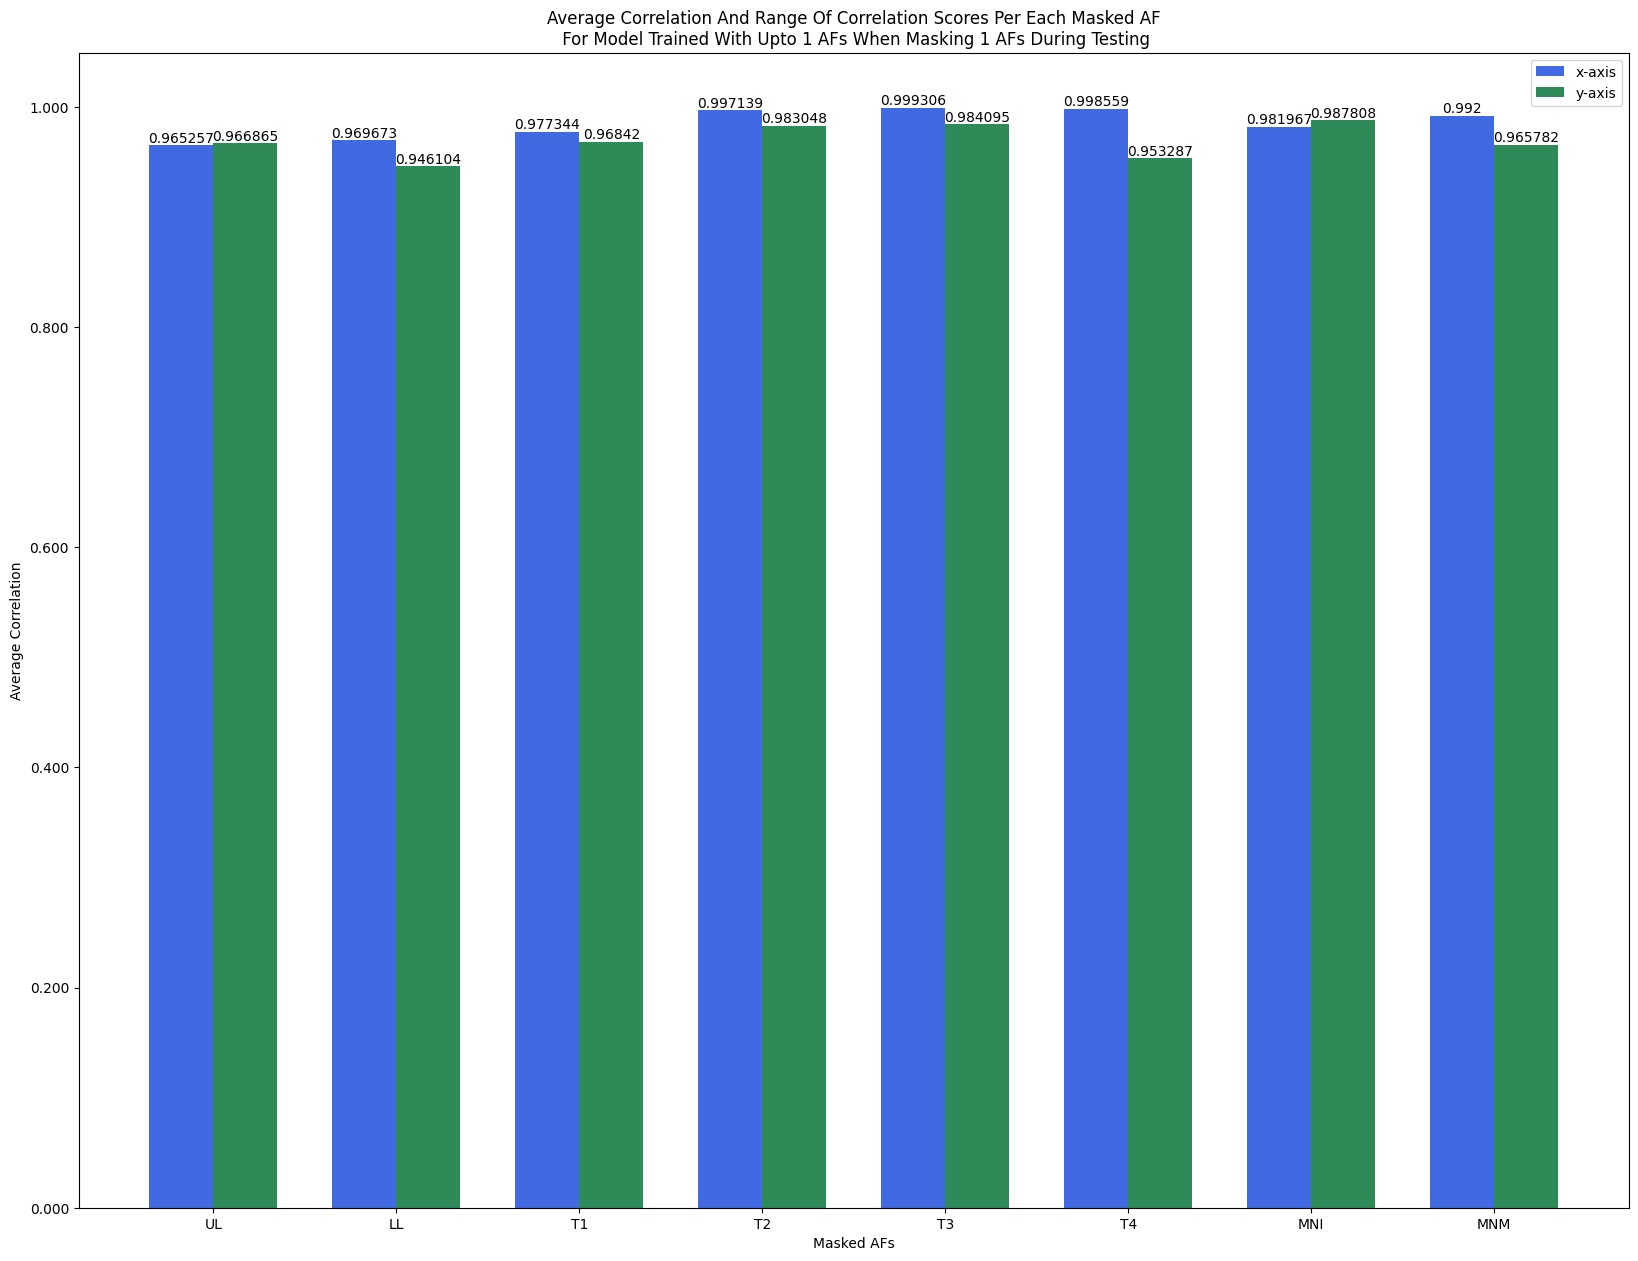 Average Correlation And Range Of Correlation Scores Per Each Masked AF
For Model Trained With Upto 1 AFs When Masking 1 AFs During Testing
x-axis
y-axis
1.000
0.800
0.600
0.400
0.200
0.000
Average Correlation
0.965257
0.966865
0.969673
0.946104
0.977344
0.96842
0.997139
0.983048
0.999306
0.984095
0.998559
0.953287
0.981967
0.987808
0.992
0.965782
UL
LL
T1
T2
T3
T4
MNI
MNM
Masked AFs